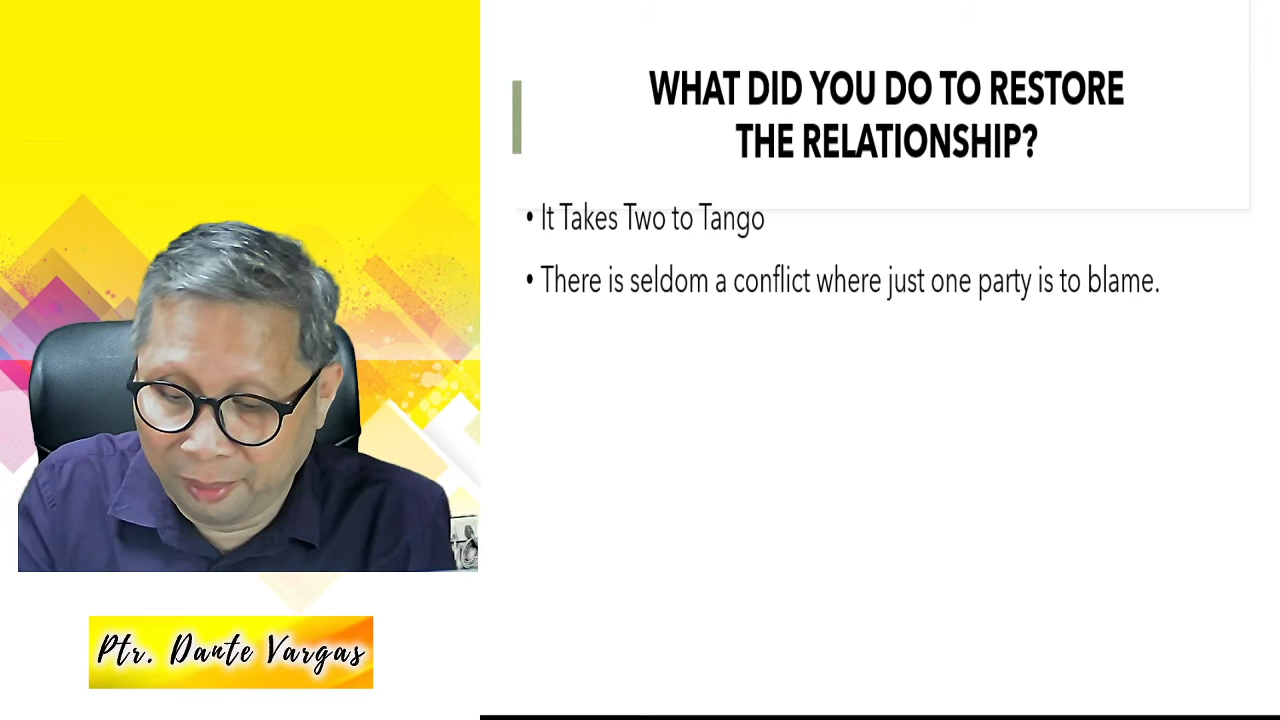 WHAT DID YOU DO TO RESTORE
THE RELATIONSHIP?
• It Takes Two to Tango
• There is seldom a conflict where just one party is to blame.
Ptr. Dante Vargas